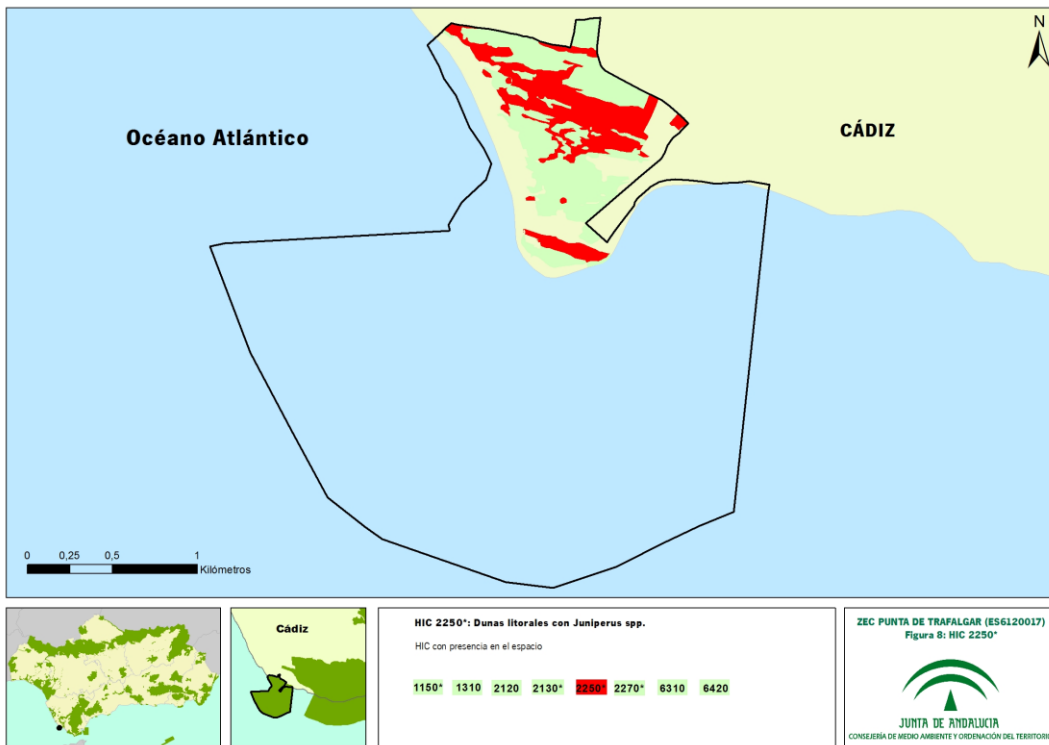 N
Océano Atlántico
CÁDIZ
0 0,25 0,5 1
Kilómetros
Cádiz
HIC 2250*: Dunas litorales con Juniperus spp.
HIC con presencia en el espacio
1150* 1310 2120 2130* 2250* 2270* 6310 6420
ZEC PUNTA DE TRAFALGAR (ES6120017)
Figura 8: HIC 2250*
JUNTA DE ANDALUCIA
CONSEJERÍA DE MEDIO AMBIENTE Y ORDENACIÓN DEL TERRITORIO